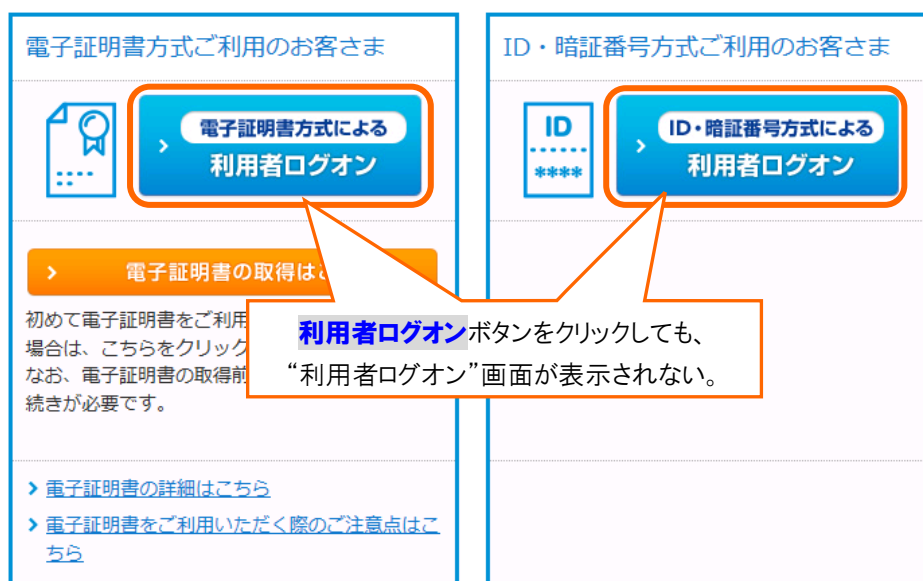 電子証明書方式ご利用のお客さま
電子証明書方式による
利用者ログオン
電子証明書の取得は
初めて電子証明書をご利用
場合は、こちらをクリック
なお、電子証明書の取得前
続きが必要です。
電子証明書の詳細はこちら
電子証明書をご利用いただく際のご注意点はこ
ちら
ID・暗証番号方式ご利用のお客さま
ID
****
ID・暗証番号方式による
利用者ログオン
利用者ログオンボタンをクリックしても、
“利用者ログオン”画面が表示されない。